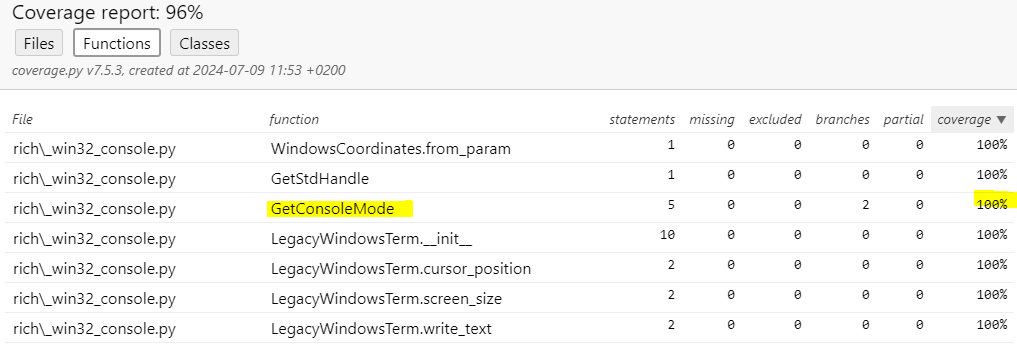 Coverage report: 96%
Files Functions Classes
coverage.py v7.5.3, created at 2024-07-09 11:53 +0200
File function statements missing excluded branches partial coverage ▼
rich\_win32_console.py WindowsCoordinates.from_param 1 0 0 0 0 100%
rich\_win32_console.py GetStdHandle 1 0 0 0 0 100%
rich\_win32_console.py GetConsoleMode 5 0 0 2 0 100%
rich\_win32_console.py LegacyWindowsTerm.__init__ 10 0 0 0 0 100%
rich\_win32_console.py LegacyWindowsTerm.cursor_position 2 0 0 0 0 100%
rich\_win32_console.py LegacyWindowsTerm.screen_size 2 0 0 0 0 100%
rich\_win32_console.py LegacyWindowsTerm.write_text 2 0 0 0 0 100%